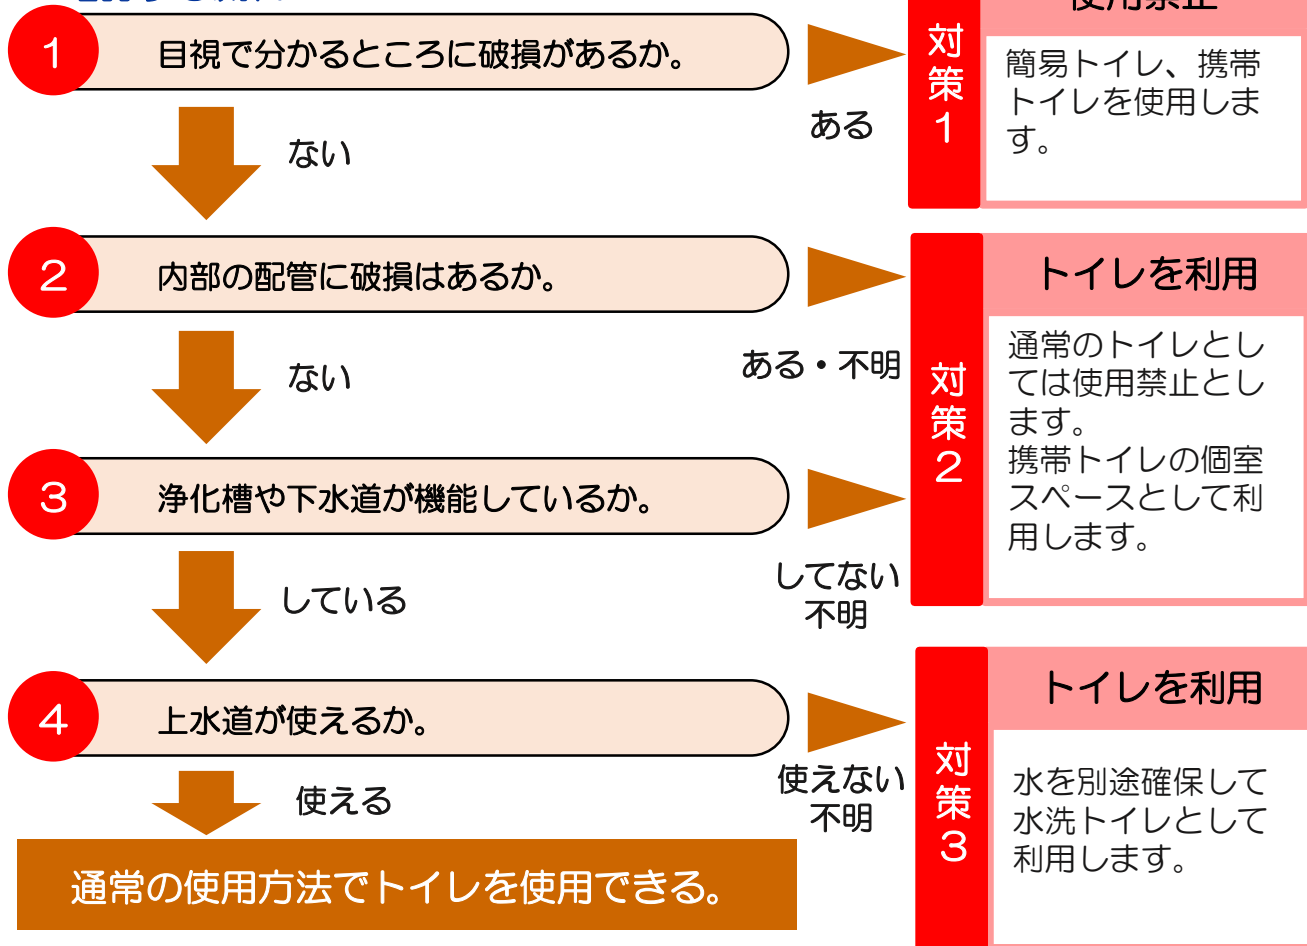 1
目視で分かるところに破損があるか。
ある
ない
対策1
使用禁止
簡易トイレ、携帯
トイレを使用しま
す。
2
内部の配管に破損はあるか。
ある・不明
ない
3
浄化槽や下水道が機能しているか。
してない
不明
している
対策2
トイレを利用
通常のトイレとし
ては使用禁止とし
ます。
携帯トイレの個室
スペースとして利
用します。
4
上水道が使えるか。
使えない
不明
使える
対策3
トイレを利用
水を別途確保して
水洗トイレとして
利用します。
通常の使用方法でトイレを使用できる。